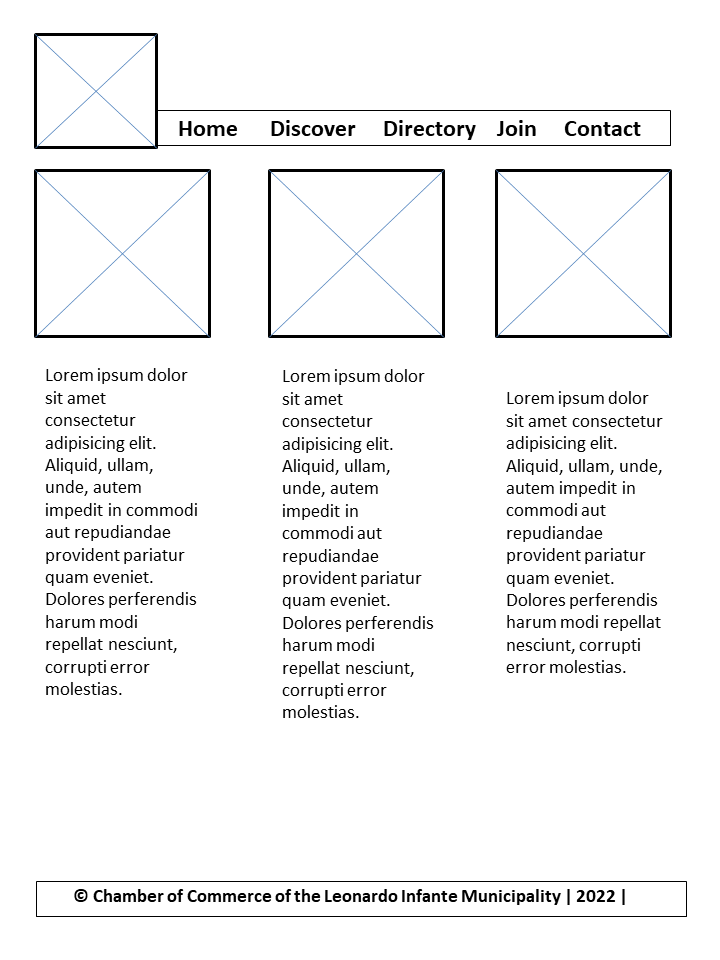 Home Discover Directory Join Contact
Lorem ipsum dolor
sit amet
consectetur
adipisicing elit.
Aliquid, ullam,
unde, autem
impedit in commodi
aut repudiandae
provident pariatur
quam eveniet.
Dolores perferendis
harum modi
repellat nesciunt,
corrupti error
molestias.
Lorem ipsum dolor
sit amet
consectetur
adipisicing elit.
Aliquid, ullam,
unde, autem
impedit in
commodi aut
repudiandae
provident pariatur
quam eveniet.
Dolores perferendis
harum modi
repellat nesciunt,
corrupti error
molestias.
Lorem ipsum dolor
sit amet consectetur
adipisicing elit.
Aliquid, ullam, unde,
autem impedit in
commodi aut
repudiandae
provident pariatur
quam eveniet.
Dolores perferendis
harum modi repellat
nesciunt, corrupti
error molestias.
© Chamber of Commerce of the Leonardo Infante Municipality | 2022 |